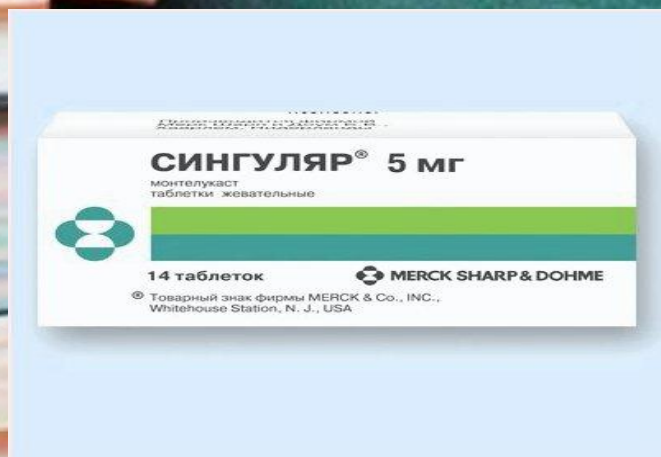 СИНГУЛЯР® 5 мг
монтелукаст
таблетки жевательные
14 таблеток
MERCK SHARP & DOHME
® Товарный знак фирмы MERCK & Co., INC.,
Whitehouse Station, N. J., USA